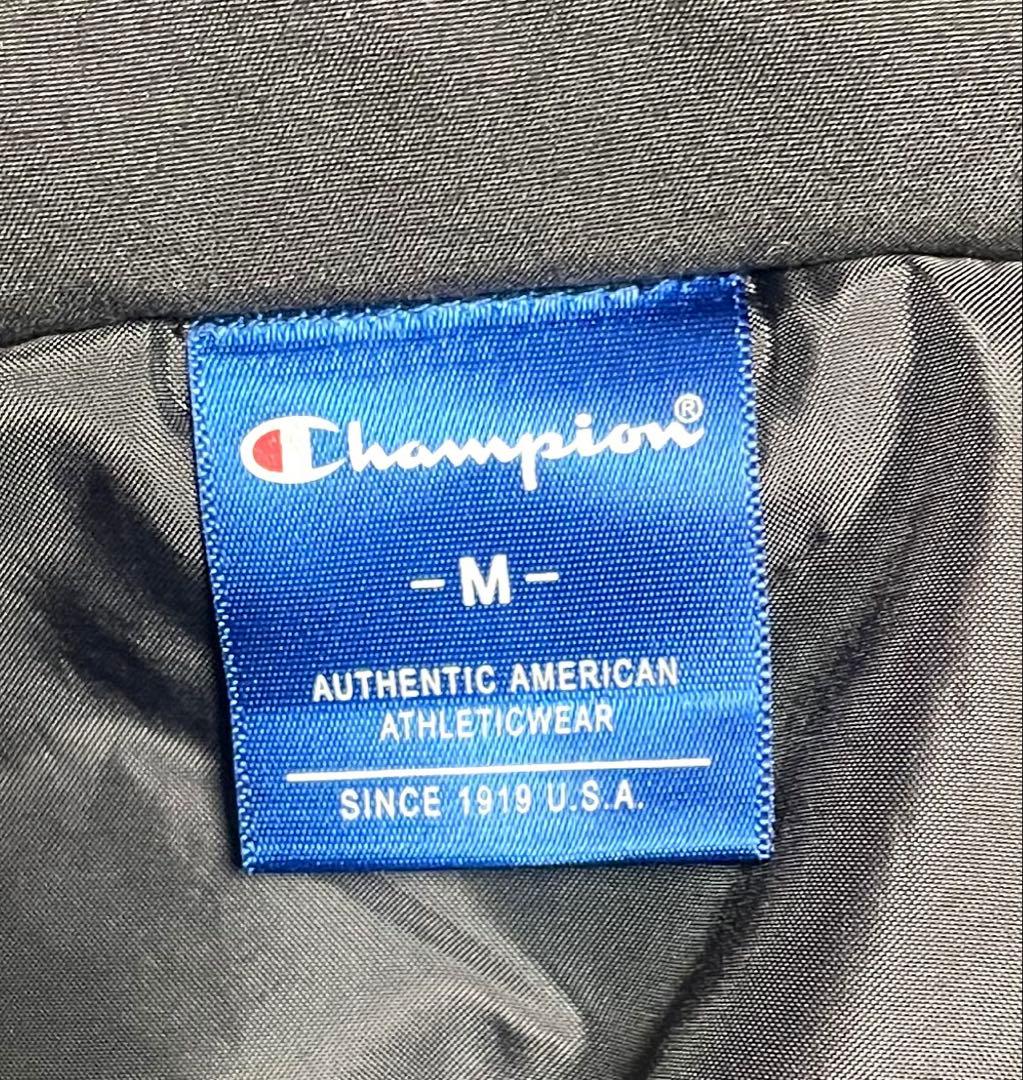 Champion®
- M -
AUTHENTIC AMERICAN
ATHLETICWEAR
SINCE 1919 U.S.A.